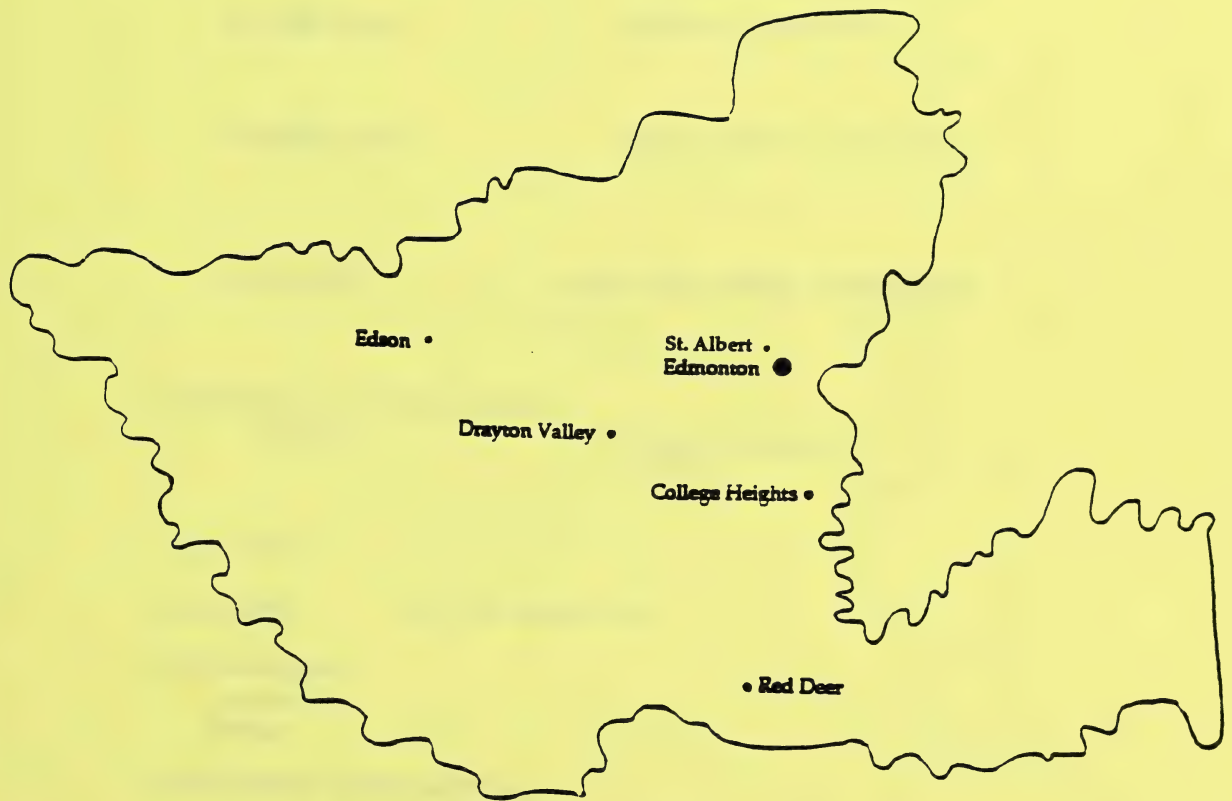 Edson
St. Albert
Edmonton
Drayton Valley
College Heights
Red Deer